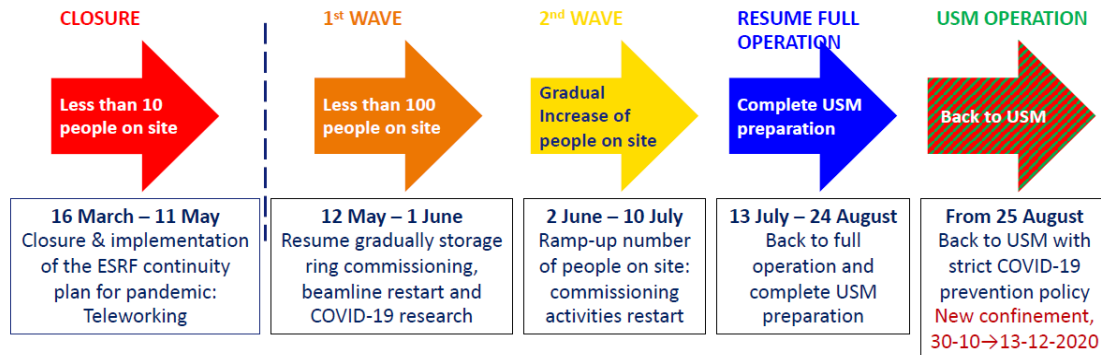 CLOSURE
Less than 10
people on site
16 March – 11 May
Closure & implementation
of the ESRF continuity
plan for pandemic:
Teleworking
1st WAVE
Less than 100
people on site
12 May – 1 June
Resume gradually storage
ring commissioning,
beamline restart and
COVID-19 research
2nd WAVE
Gradual
Increase of
people on site
2 June – 10 July
Ramp-up number
of people on site:
commissioning
activities restart
RESUME FULL
OPERATION
Complete USM
preparation
13 July – 24 August
Back to full
operation and
complete USM
preparation
USM OPERATION
Back to USM
From 25 August
Back to USM with
strict COVID-19
prevention policy
New confinement,
30-10→13-12-2020